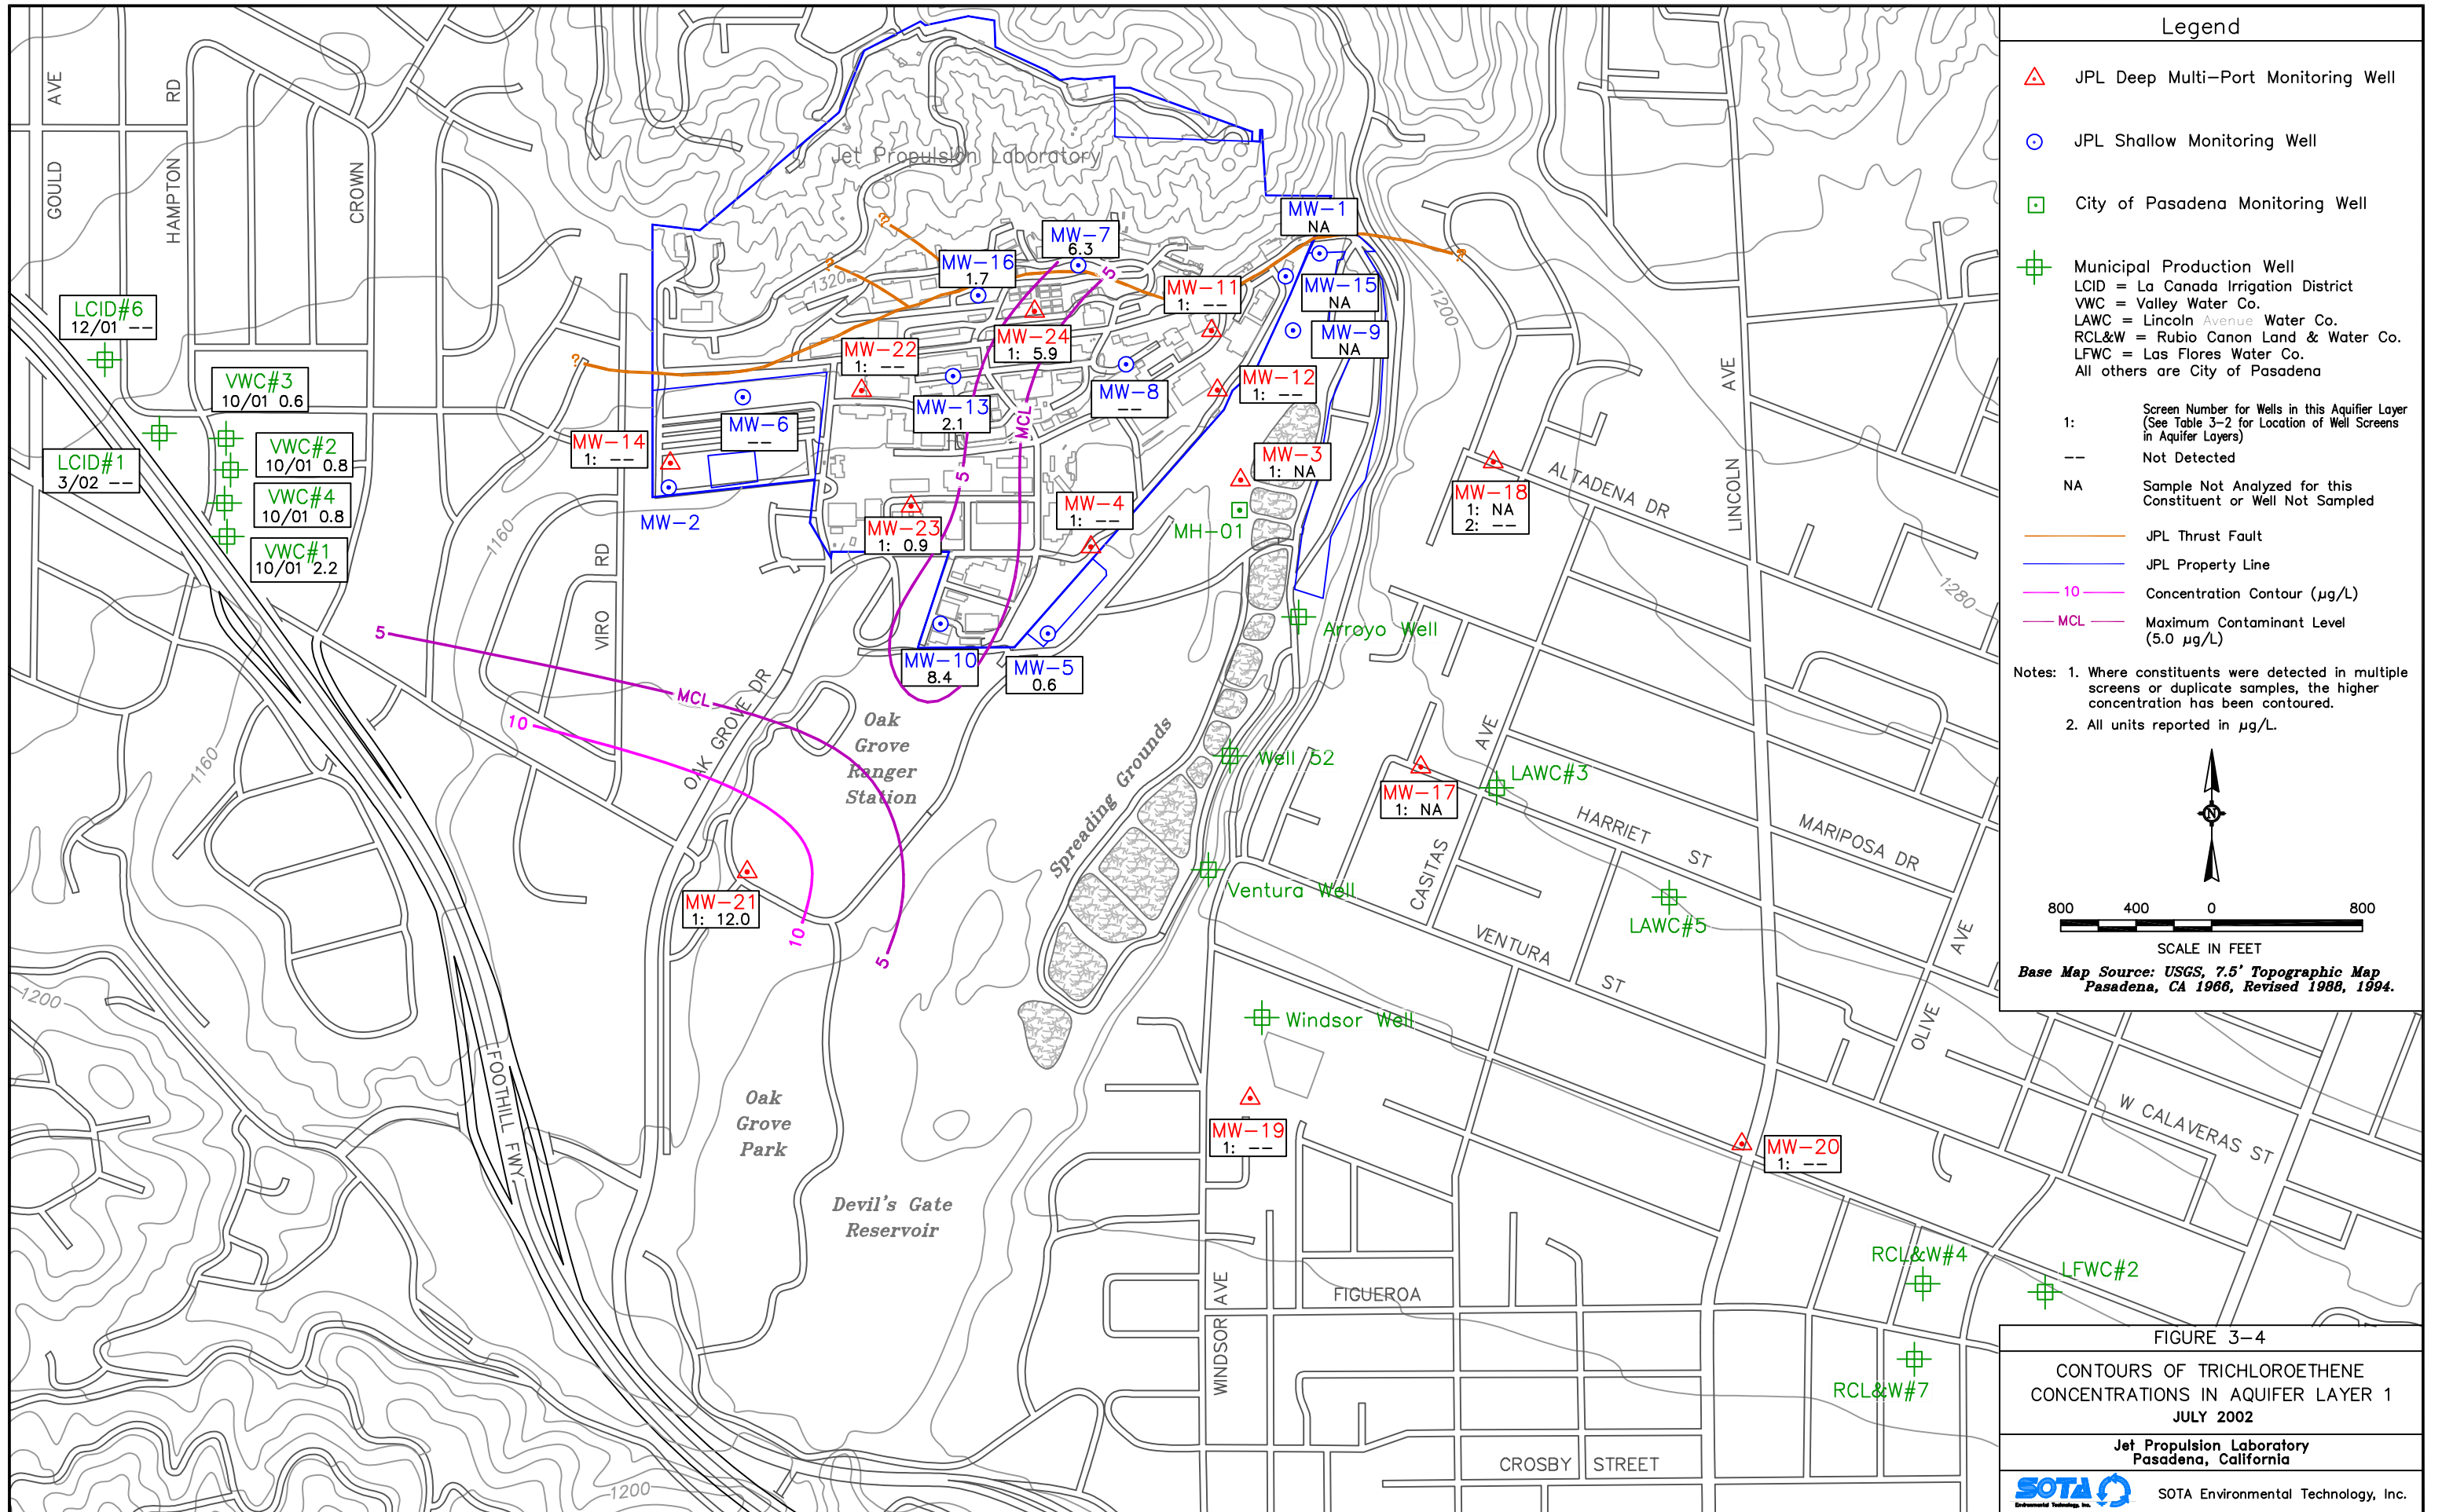 GOULD
AVE
HAMPTON
RD
CROWN
Jet Propulsion Laboratory
1320
1200
MW-1
NA
MW-7
6.3
MW-16
1.7
??
?
?
5
MW-11
1: --
MW-15
NA
MW-9
NA
LCID#6
12/01 --
VWC#3
10/01 0.6
VWC#2
10/01 0.8
VWC#4
10/01 0.8
VWC#1
10/01 2.2
LCID#1
3/02 --
MW-22
1: --
MW-24
1: 5.9
MW-13
2.1
MW-8
--
MW-12
1: --
MW-6
--
MW-14
1: --
MCL
MW-3
1: NA
5
MW-2
MW-23
1: 0.9
MW-4
1: --
MH-01
MW-18
1: NA
2: --
ALTADENA DR
LINCOLN
AVE
1160
VIRO
RD
1280
5
MCL
10
OAK GROVE DR
MW-10
8.4
MW-5
0.6
Arroyo Well
Oak
Grove
Ranger
Station
Spreading Grounds
Well 52
1160
MW-17
1: NA
LAWC#3
CASITAS
AVE
HARRIET
ST
MARIPOSA DR
Ventura Well
LAWC#5
MW-21
1: 12.0
10
5
VENTURA
ST
Windsor Well
OLIVE
AVE
1200
FOOTHILL FWY
Oak
Grove
Park
Devil's Gate
Reservoir
MW-19
1: --
MW-20
1: --
W CALAVERAS ST
RCL&W#4
LFWC#2
RCL&W#7
WINDSOR
AVE
FIGUEROA
CROSBY
STREET
1200
Legend
JPL Deep Multi-Port Monitoring Well
JPL Shallow Monitoring Well
City of Pasadena Monitoring Well
Municipal Production Well
LCID = La Canada Irrigation District
VWC = Valley Water Co.
LAWC = Lincoln Avenue Water Co.
RCL&W = Rubio Canon Land & Water Co.
LFWC = Las Flores Water Co.
All others are City of Pasadena
1:
Screen Number for Wells in this Aquifier Layer
(See Table 3-2 for Location of Well Screens
in Aquifer Layers)
-- Not Detected
NA
Sample Not Analyzed for this
Constituent or Well Not Sampled
JPL Thrust Fault
JPL Property Line
10 Concentration Contour (µg/L)
MCL Maximum Contaminant Level
(5.0 µg/L)
Notes: 1. Where constituents were detected in multiple
screens or duplicate samples, the higher
concentration has been contoured.
2. All units reported in µg/L.
N
800 400 0 800
SCALE IN FEET
Base Map Source: USGS, 7.5' Topographic Map
Pasadena, CA 1966, Revised 1988, 1994.
FIGURE 3-4
CONTOURS OF TRICHLOROETHENE
CONCENTRATIONS IN AQUIFER LAYER 1
JULY 2002
Jet Propulsion Laboratory
Pasadena, California
SOTA
Environmental Technology, Inc.
SOTA Environmental Technology, Inc.